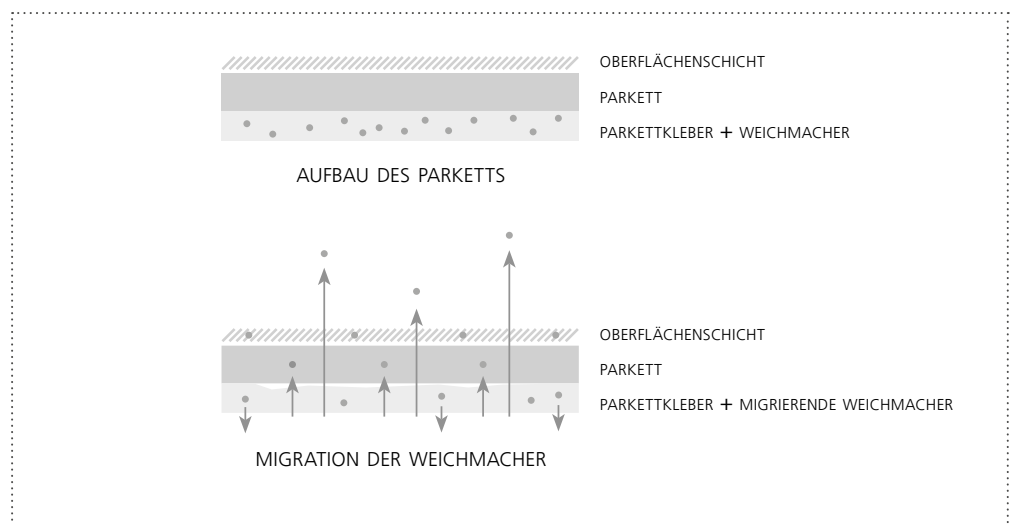 OBERFLÄCHENSCHICHT
PARKETT
PARKETTKLEBER + WEICHMACHER
AUFBAU DES PARKETTS
OBERFLÄCHENSCHICHT
PARKETT
PARKETTKLEBER + MIGRIERENDE WEICHMACHER
MIGRATION DER WEICHMACHER